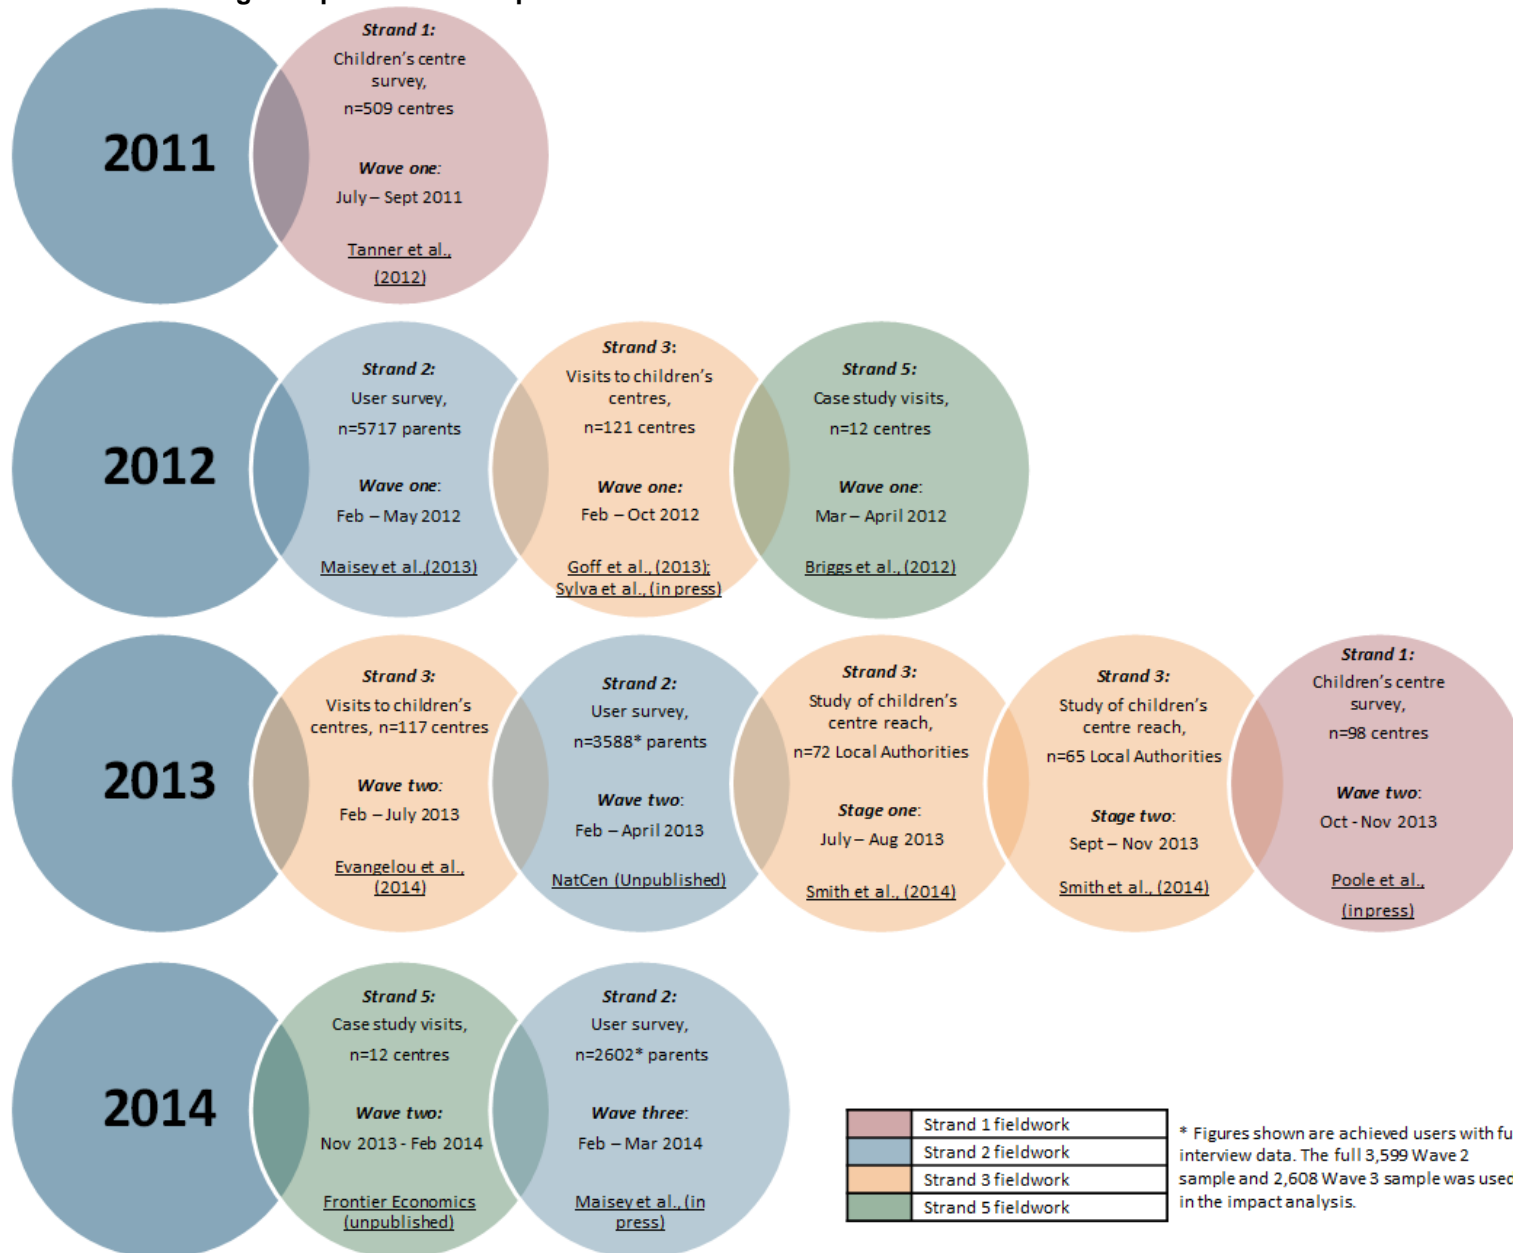 2011
Strand 1:
Children's centre
survey,
n=509 centres
Wave one:
July – Sept 2011
Tanner et al.,
(2012)
2012
Strand 2:
User survey,
n=5717 parents
Wave one:
Feb – May 2012
Maisey et al.,(2013)
Strand 3:
Visits to children's
centres,
n=121 centres
Wave one:
Feb – Oct 2012
Goff et al., (2013);
Sylva et al., (in press)
Strand 5:
Case study visits,
n=12 centres
Wave one:
Mar – April 2012
Briggs et al., (2012)
2013
Strand 3:
Visits to children's
centres, n=117 centres
Wave two:
Feb – July 2013
Evangelou et al.,
(2014)
Strand 2:
User survey,
n=3588* parents
Wave two:
Feb – April 2013
NatCen (Unpublished)
Strand 3:
Study of children's
centre reach,
n=72 Local Authorities
Stage one:
July – Aug 2013
Smith et al., (2014)
Strand 3:
Study of children's
centre reach,
n=65 Local Authorities
Stage two:
Sept – Nov 2013
Smith et al., (2014)
Strand 1:
Children's centre
survey,
n=98 centres
Wave two:
Oct - Nov 2013
Poole et al.,
(in press)
2014
Strand 5:
Case study visits,
n=12 centres
Wave two:
Nov 2013 - Feb 2014
Frontier Economics
(unpublished)
Strand 2:
User survey,
n=2602* parents
Wave three:
Feb – Mar 2014
Maisey et al., (in
press)
Strand 1 fieldwork
Strand 2 fieldwork
Strand 3 fieldwork
Strand 5 fieldwork
* Figures shown are achieved users with fu
interview data. The full 3,599 Wave 2
sample and 2,608 Wave 3 sample was used
in the impact analysis.